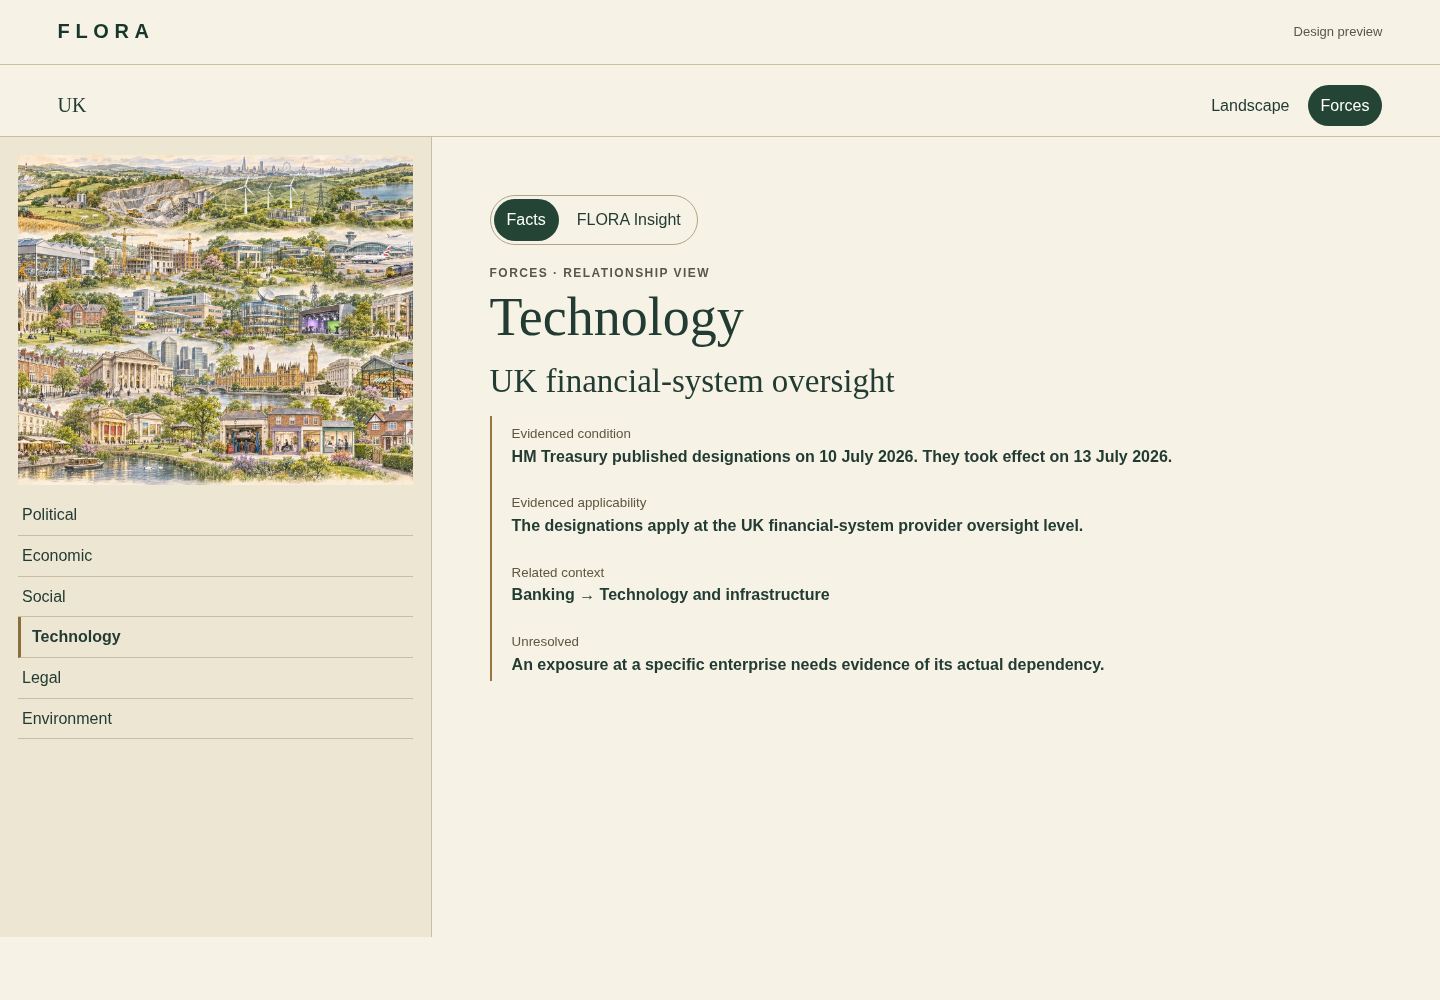 FLORA
Design preview
UK
Landscape
Forces
Political
Economic
Social
Technology
Legal
Environment
Facts
FLORA Insight
FORCES · RELATIONSHIP VIEW
Technology
UK financial-system oversight
Evidenced condition
HM Treasury published designations on 10 July 2026. They took effect on 13 July 2026.
Evidenced applicability
The designations apply at the UK financial-system provider oversight level.
Related context
Banking → Technology and infrastructure
Unresolved
An exposure at a specific enterprise needs evidence of its actual dependency.